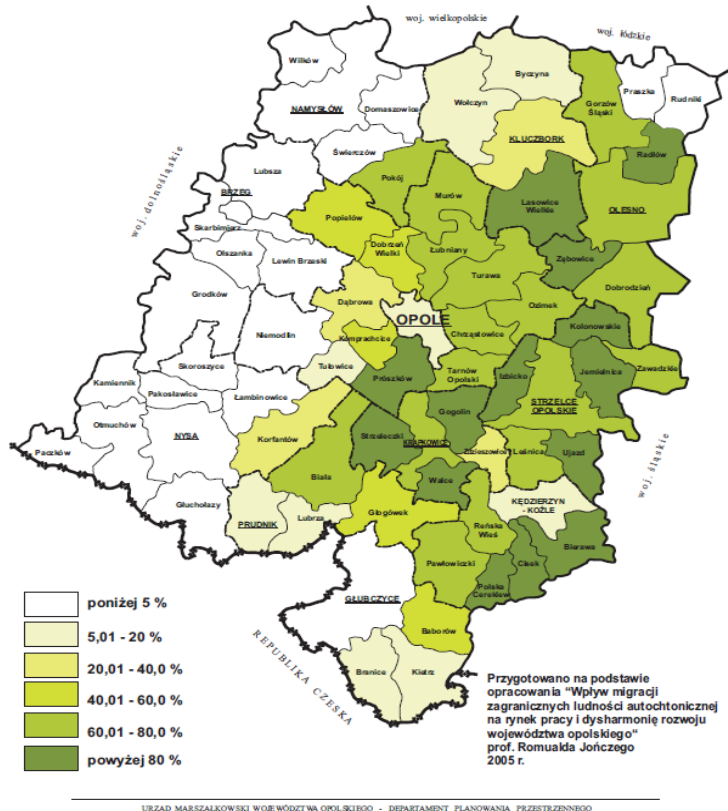 woj. wielkopolskie
woj. łódzkie
Wilków
Byczyna
Praszka
Rudniki
NAMYSŁÓW
Domaszowice
Wołczyn
Gorzów
Śląski
KLUCZBORK
Świerczów
Radłów
woj. dolnośląskie
Lubsza
Pokój
BRZEG
Murów
Lasowice
Wielkie
OLESNO
Popielów
Skarbimierz
Olszanka
Lewin Brzeski
Dobrzeń
Wielki
Łubniany
Zębowice
Turawa
Dobrodzień
Grodków
Dąbrowa
Ozimek
OPOLE
Niemodlin
Komprachcice
Chrząstowice
Kolonowskie
Skoroszyce
Tułowice
Prószków
Tarnów
Opolski
Izbicko
Jemielnica
Zawadzkie
Kamiennik
Pakosławice
Łambinowice
STRZELCE
OPOLSKIE
Gogolin
Otmuchów
NYSA
Korfantów
Strzeleczki
KRAPKOWICE
Zdzieszowice
Leśnica
Ujazd
Paczków
Biała
Walce
woj. śląskie
Głuchołazy
PRUDNIK
Lubrza
Głogówek
KĘDZIERZYN
- KOŹLE
Reńska
Wieś
Bierawa
Pawłowiczki
Cisek
Polska
Cerekiew
GŁUBCZYCE
Baborów
REPUBLIKA CZESKA
Branice
Kietrz
poniżej 5 %
5,01 - 20 %
20,01 - 40,0 %
40,01 - 60,0 %
60,01 - 80,0 %
powyżej 80 %
Przygotowano na podstawie
opracowania "Wpływ migracji
zagranicznych ludności autochtonicznej
na rynek pracy i dysharmonię rozwoju
województwa opolskiego"
prof. Romualda Jończego
2005 r.
URZĄD MARSZAŁKOWSKI WOJEWÓDZTWA OPOLSKIEGO - DEPARTAMENT PLANOWANIA PRZESTRZENNEGO